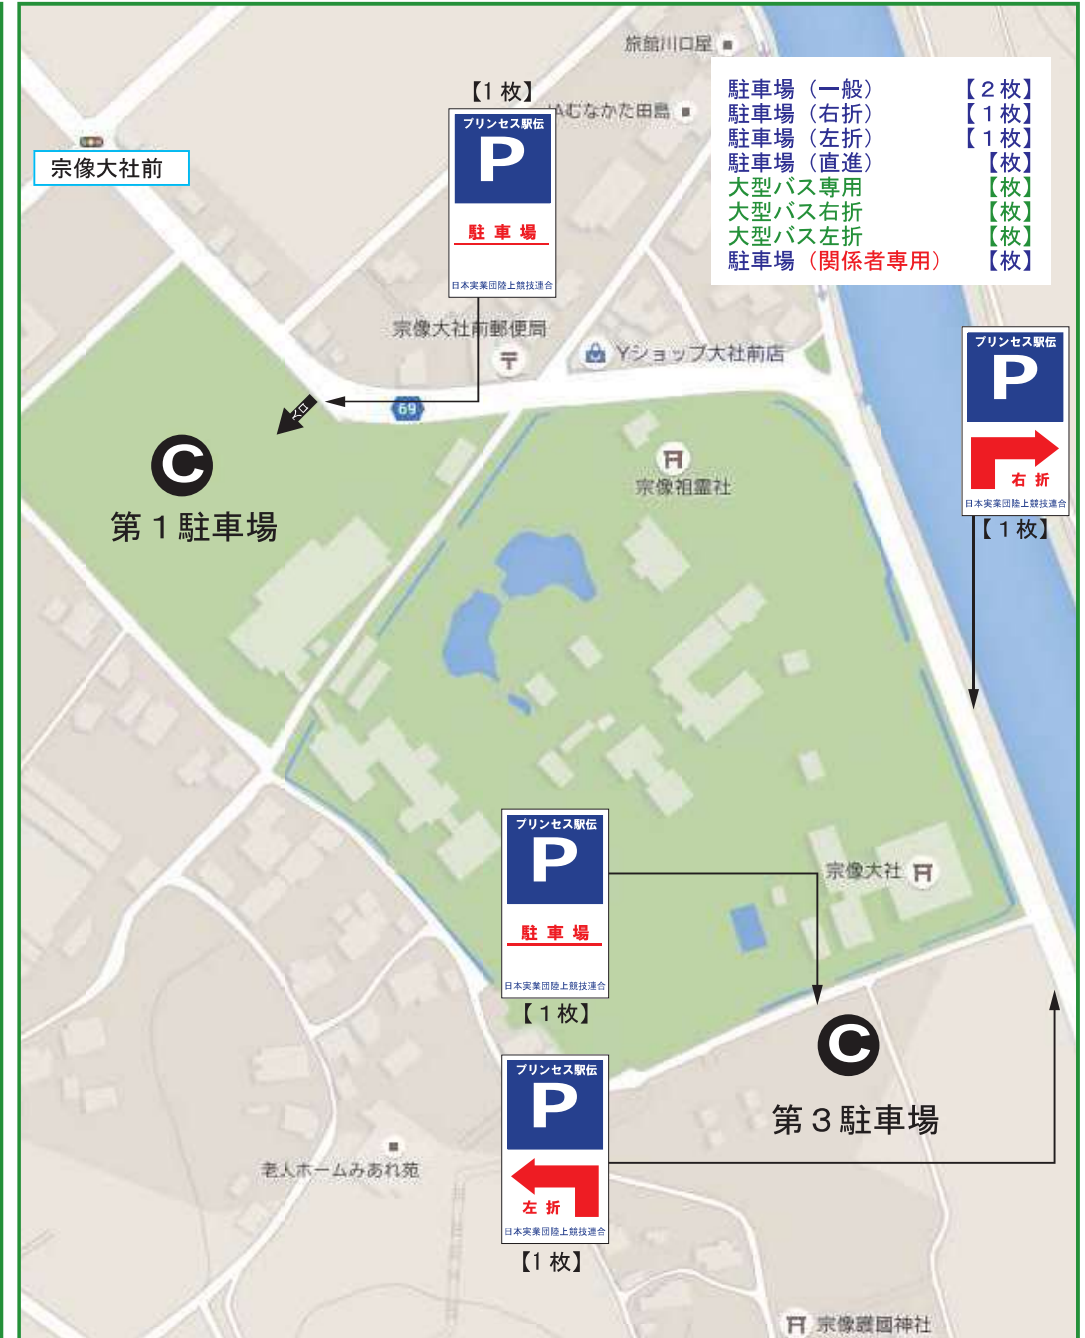 旅館川口屋
JAむなかた田島
駐車場（一般）　【２枚】
駐車場（右折）　【１枚】
駐車場（左折）　【１枚】
駐車場（直進）　【枚】
大型バス専用　【枚】
大型バス右折　【枚】
大型バス左折　【枚】
駐車場（関係者専用）　【枚】
【1枚】
プリンセス駅伝
P
駐車場
日本実業団陸上競技連合
宗像大社前
宗像大社前郵便局
Yショップ大社前店
69
入口
C
第１駐車場
宗像祖霊社
プリンセス駅伝
P
右折
日本実業団陸上競技連合
【１枚】
プリンセス駅伝
P
駐車場
日本実業団陸上競技連合
【１枚】
宗像大社
C
第３駐車場
プリンセス駅伝
P
左折
日本実業団陸上競技連合
【1枚】
老人ホームみあれ苑
宗像護國神社